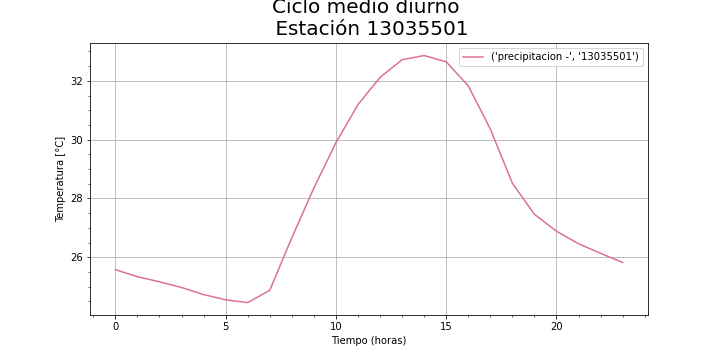 Ciclo medio diurno
Estación 13035501
('precipitacion -', '13035501')
Temperatura [°C]
32
30
28
26
0
5
10
15
20
Tiempo (horas)